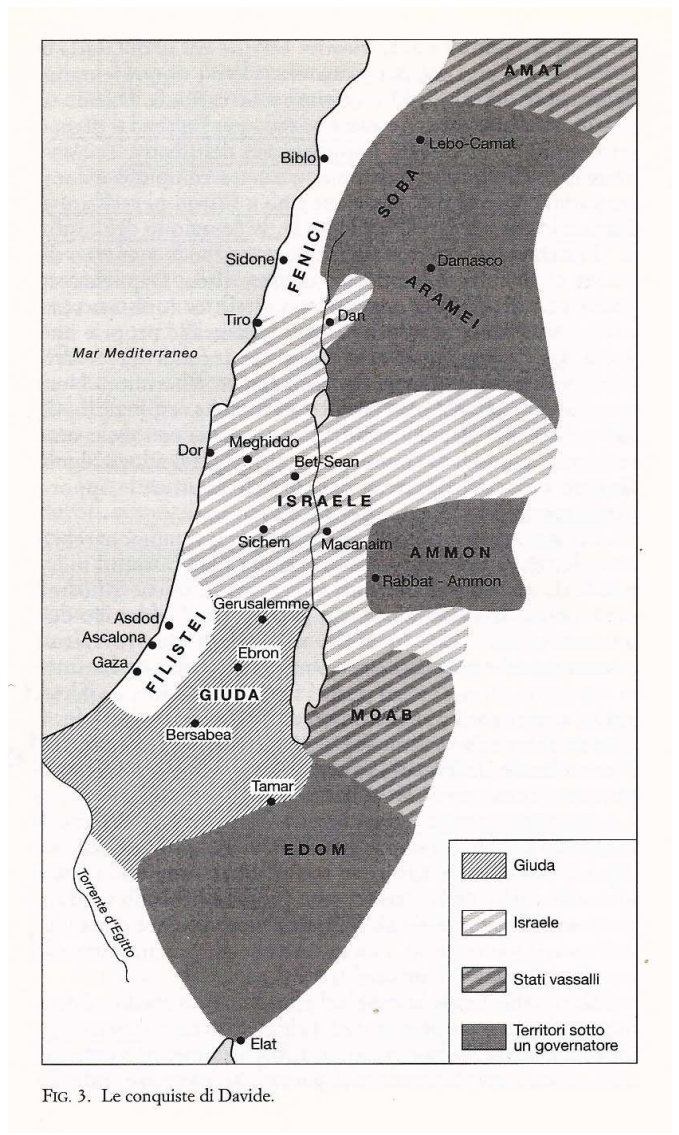 AMAT
Lebo-Camat
Biblo
SOBA
FENICI
Sidone
Damasco
ARAMEI
Tiro
Dan
Mar Mediterraneo
Dor
Meghiddo
Bet-Sean
ISRAELE
Sichem
Macanaim
AMMON
Rabbat - Ammon
Gerusalemme
Asdod
Ascalona
Gaza
FILISTEI
Ebron
GIUDA
MOAB
Bersabea
Tamar
EDOM
Torrente d'Egitto
Elat
Giuda
Israele
Stati vassalli
Territori sotto
un governatore
FIG. 3. Le conquiste di Davide.